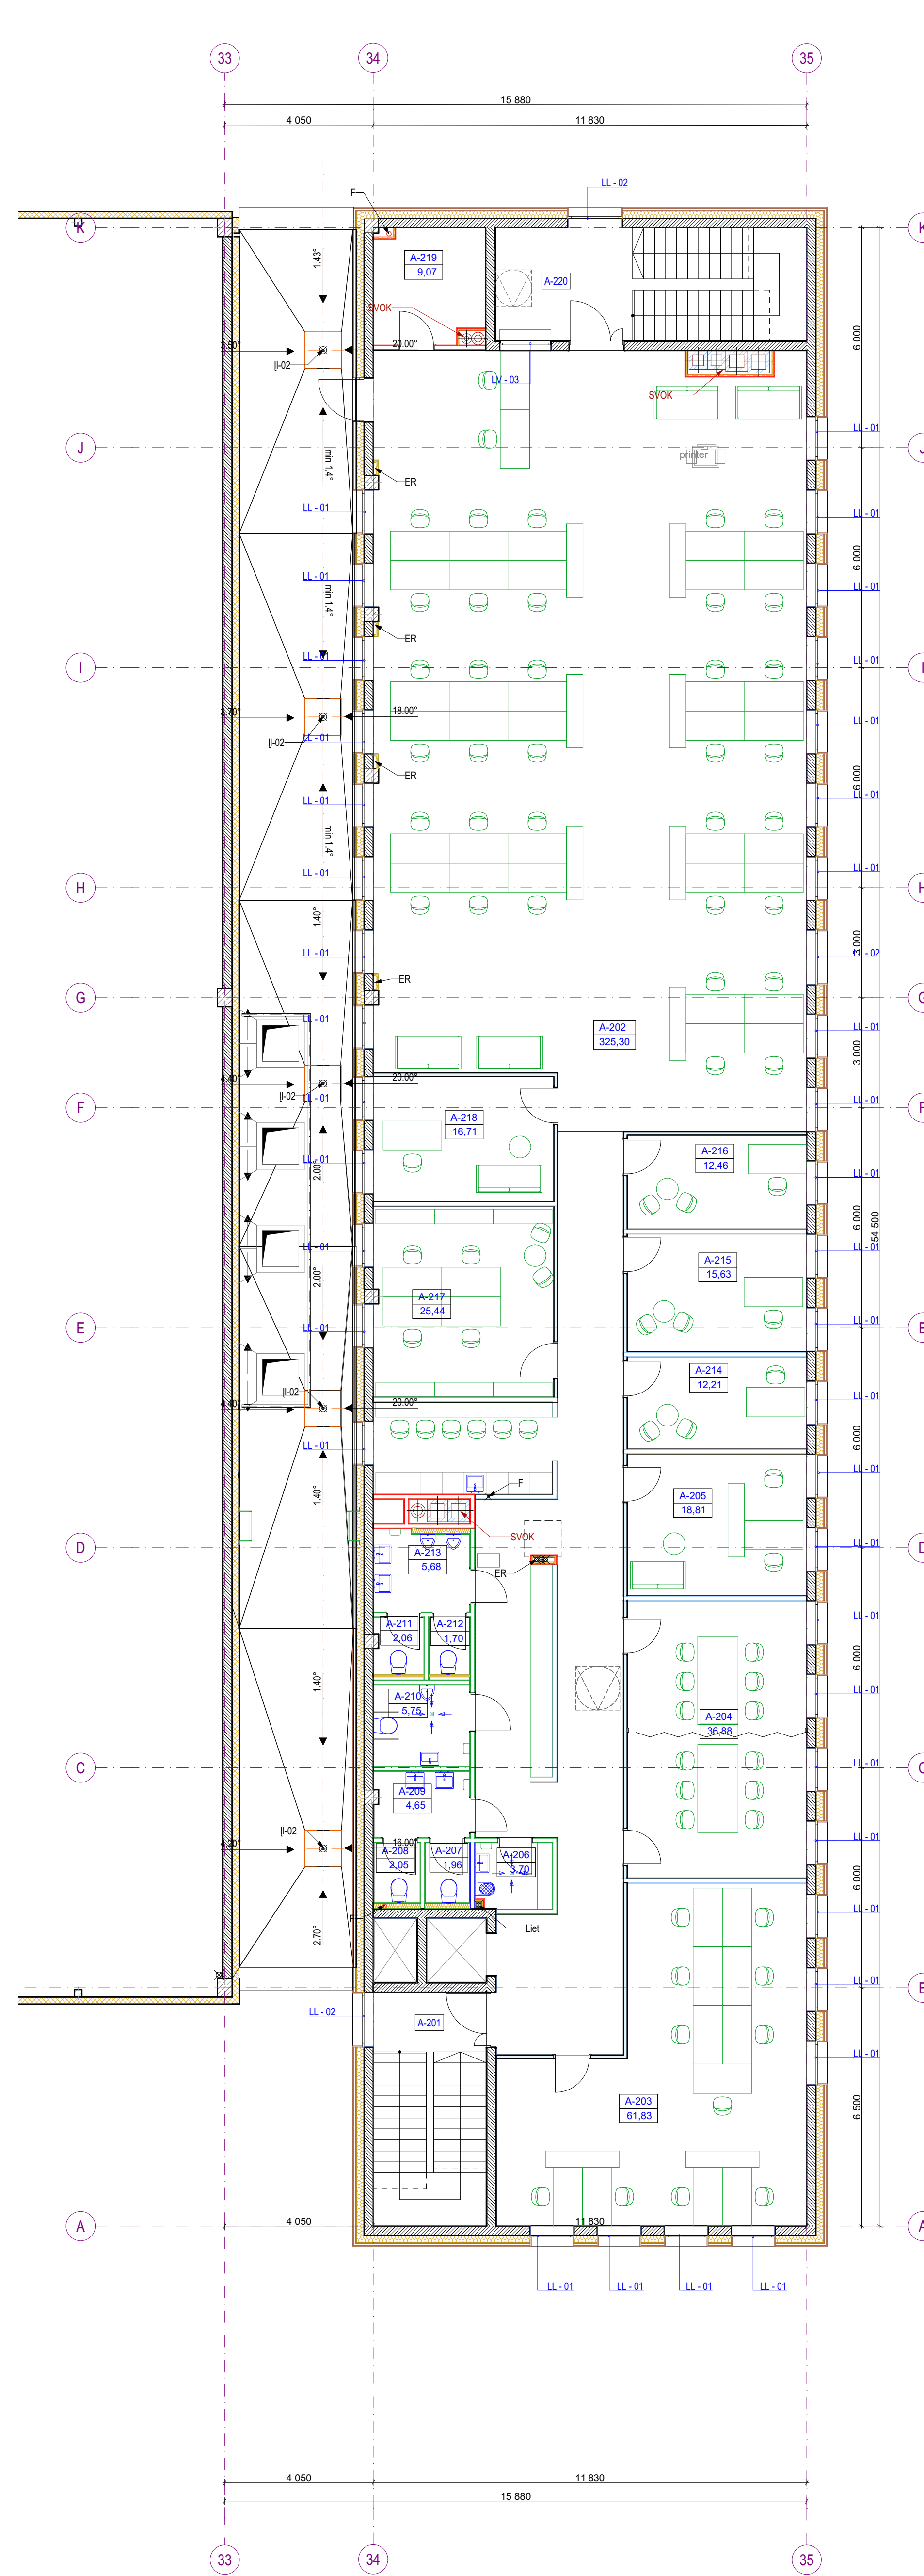 33
34
35
15 880
4 050
11 830
LL - 02
F
K
K
1.43°
A-219
9,07
A-220
SVOK
6 000
3.50°
20.00°
Įl-02
LV - 03
SVOK
LL - 01
J
J
printer
min 1.4°
ER
LL - 01
LL - 01
6 000
LL - 01
LL - 01
min 1.4°
ER
LL - 01
LL - 01
I
I
3.70°
18.00°
LL - 01
Įl-02
LL - 01
ER
6 000
LL - 01
LL - 01
min 1.4°
LL - 01
LL - 01
H
H
1.40°
3 000
LL - 01
LL - 02
ER
G
G
LL - 01
A-202
325,30
LL - 01
3 000
4.40°
20.00°
Įl-02
LL - 01
LL - 01
F
F
A-218
16,71
A-216
12,46
LL - 01
2.00°
LL - 01
6 000
54 500
LL - 01
LL - 01
A-215
15,63
2.00°
A-217
25,44
LL - 01
LL - 01
E
E
A-214
12,21
4.40°
20.00°
Įl-02
LL - 01
6 000
LL - 01
LL - 01
F
1.40°
A-205
18,81
SVOK
LL - 01
D
D
A-213
5,68
LL - 01
ER
A-211
2,06
A-212
1,70
LL - 01
6 000
1.40°
A-210
5,75
LL - 01
A-204
36,88
C
C
LL - 01
A-209
4,65
4.20°
16.00°
Įl-02
LL - 01
A-208
2,05
A-207
1,96
A-206
3,70
6 000
LL - 01
F
Liet
2.70°
LL - 01
B
B
LL - 02
A-201
LL - 01
A-203
61,83
6 500
A
A
4 050
11 830
LL - 01
LL - 01
LL - 01
LL - 01
4 050
11 830
15 880
33
34
35